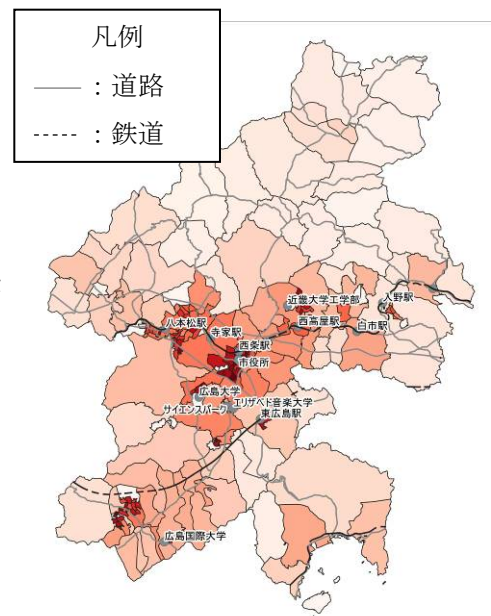 凡例
―― : 道路
----- : 鉄道
近畿大学工学部
入野駅
八本松駅
寺家駅
西高屋駅
白市駅
西条駅
市役所
広島大学
エリザベト音楽大学
サイエンスパーク
東広島駅
広島国際大学